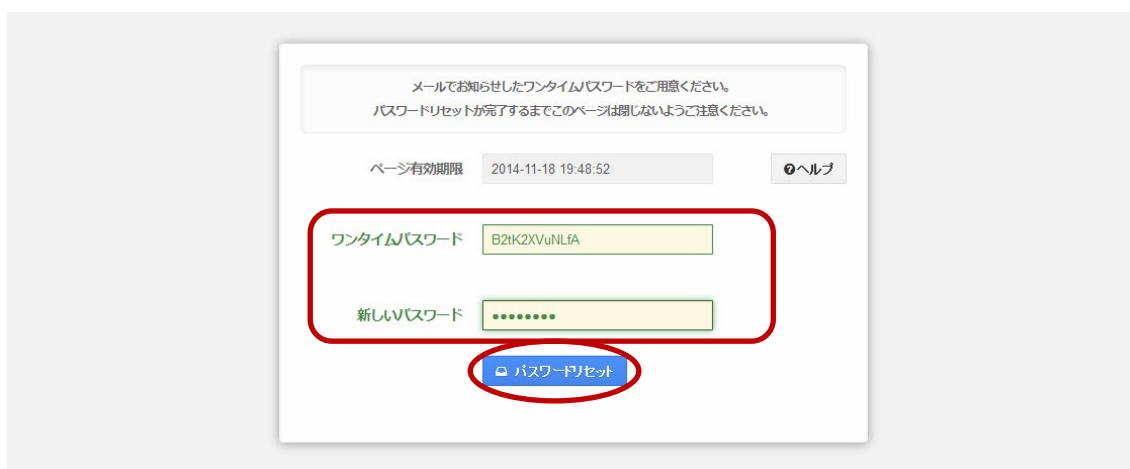 メールでお知らせしたワンタイムパスワードをご用意ください。
パスワードリセットが完了するまでこのページは閉じないようご注意ください。
ページ有効期限 2014-11-18 19:48:52 ヘルプ
ワンタイムパスワード B2tK2XVuNLfA
新しいパスワード ••••••••
パスワードリセット